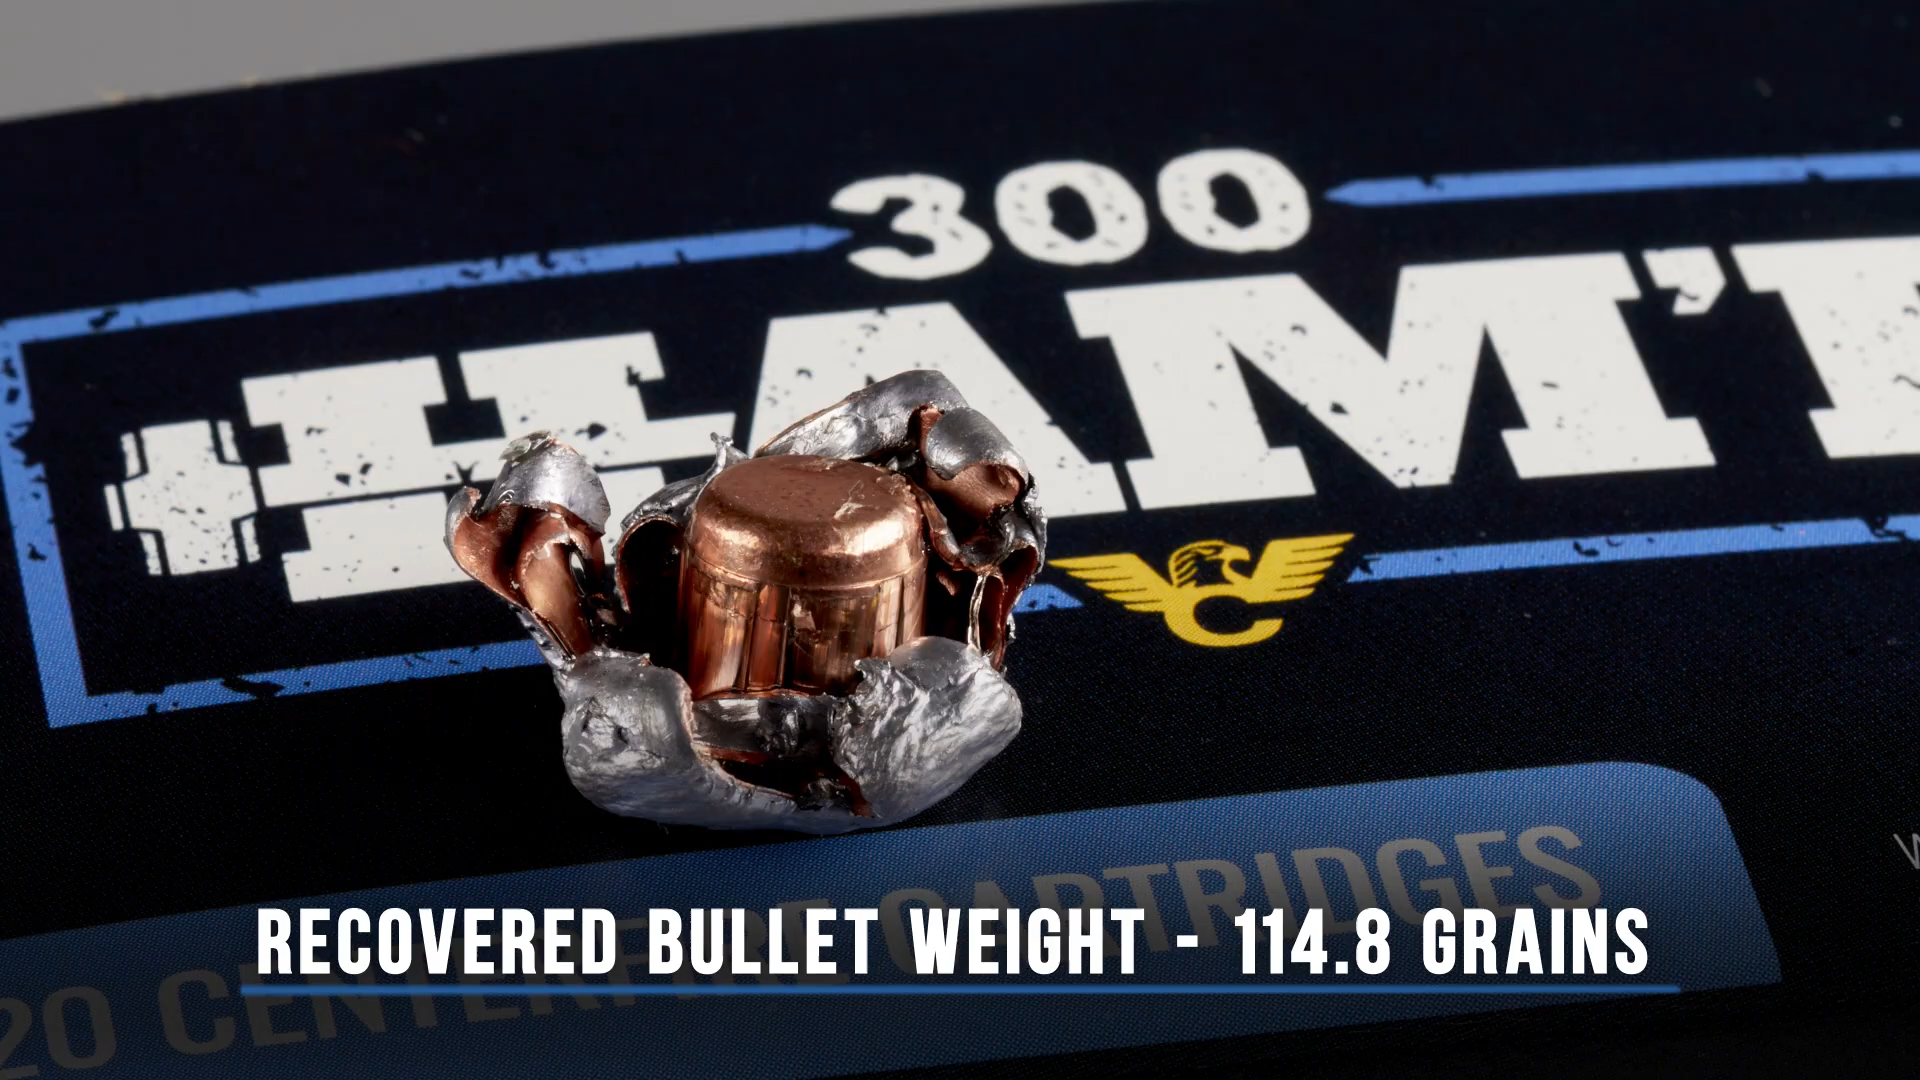 300
HAM'
20 CENTERFIRE CARTRIDGES
RECOVERED BULLET WEIGHT - 114.8 GRAINS